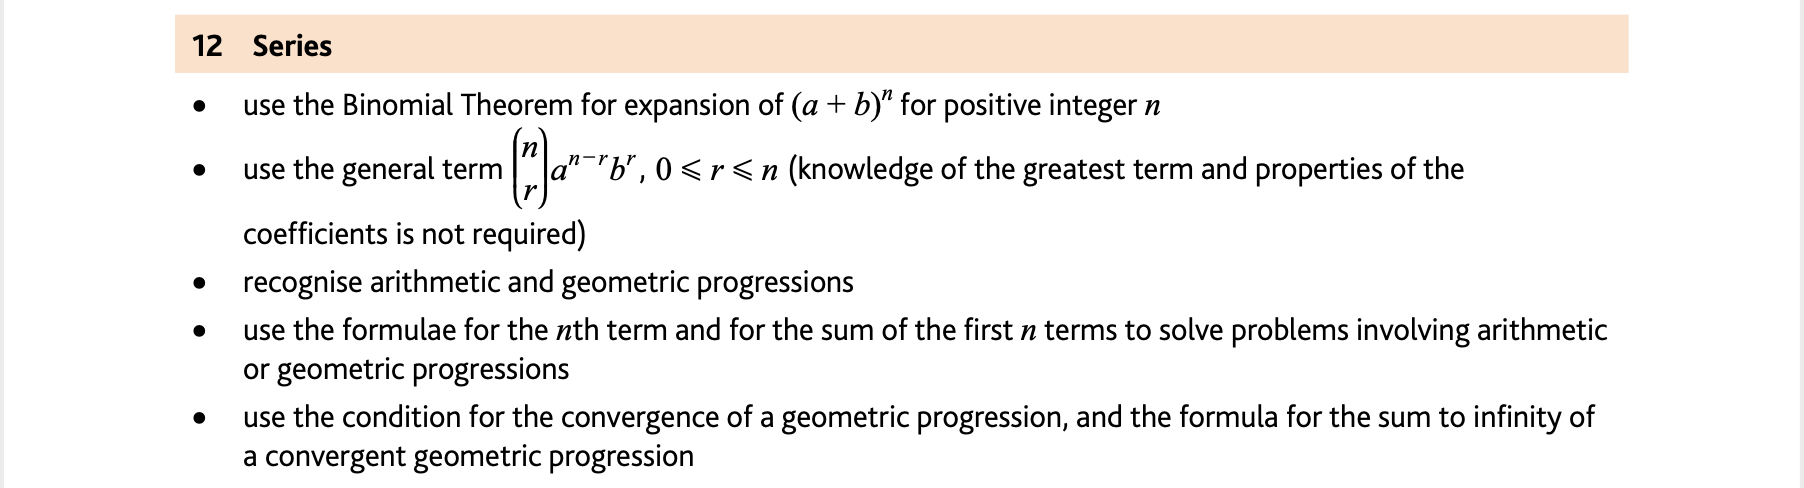 12 Series
• use the Binomial Theorem for expansion of (a + b)ⁿ for positive integer n
• use the general term (n r) aⁿ⁻ʳbʳ, 0 ⩽ r ⩽ n (knowledge of the greatest term and properties of the
coefficients is not required)
• recognise arithmetic and geometric progressions
• use the formulae for the nth term and for the sum of the first n terms to solve problems involving arithmetic
or geometric progressions
• use the condition for the convergence of a geometric progression, and the formula for the sum to infinity of
a convergent geometric progression